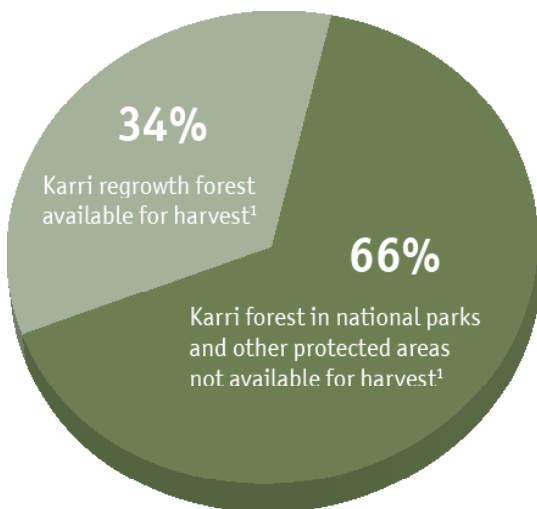 34%
Karri regrowth forest
available for harvest¹
66%
Karri forest in national parks
and other protected areas
not available for harvest¹